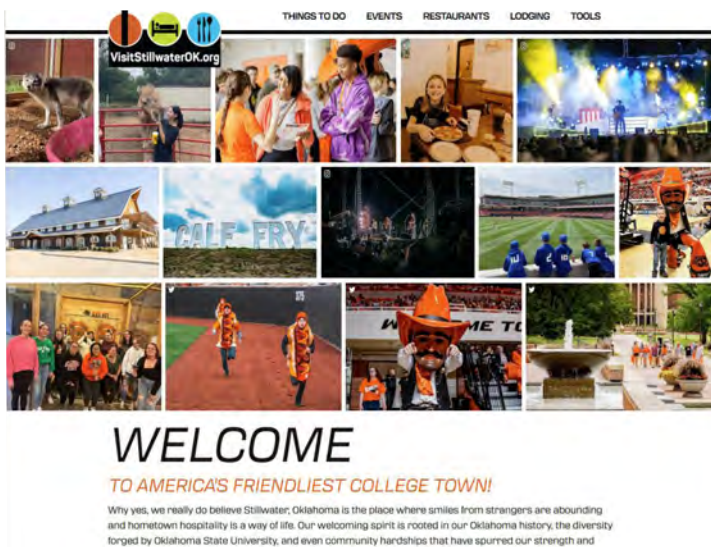 THINGS TO DO EVENTS RESTAURANTS LODGING TOOLS
VisitStillwaterOK.org
CALF FRY
375
WELCOME TO
WELCOME
TO AMERICA'S FRIENDLIEST COLLEGE TOWN!
Why yes, we really do believe Stillwater, Oklahoma is the place where smiles from strangers are abounding
and hometown hospitality is a way of life. Our welcoming spirit is rooted in our Oklahoma history, the diversity
forged by Oklahoma State University, and even community hardships that have spurred our strength and